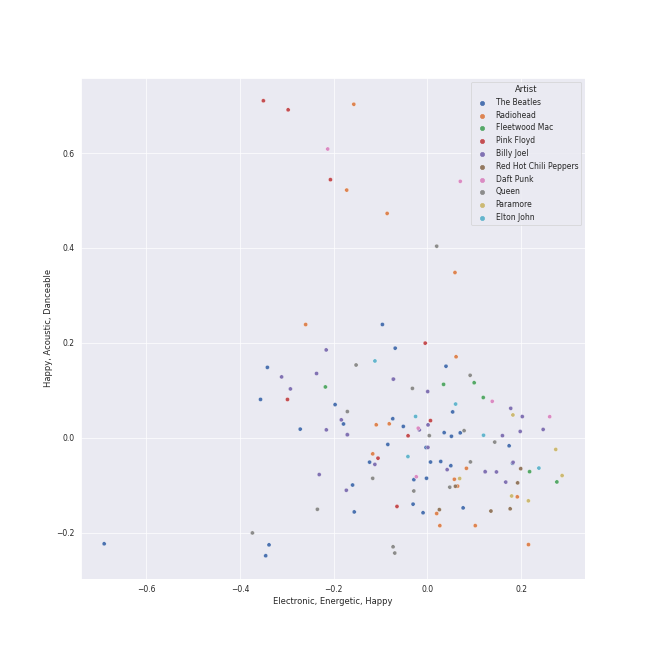 Artist
The Beatles
Radiohead
Fleetwood Mac
Pink Floyd
Billy Joel
Red Hot Chili Peppers
Daft Punk
Queen
Paramore
Elton John
0.6
0.4
0.2
0.0
−0.2
Happy, Acoustic, Danceable
−0.6 −0.4 −0.2 0.0 0.2
Electronic, Energetic, Happy